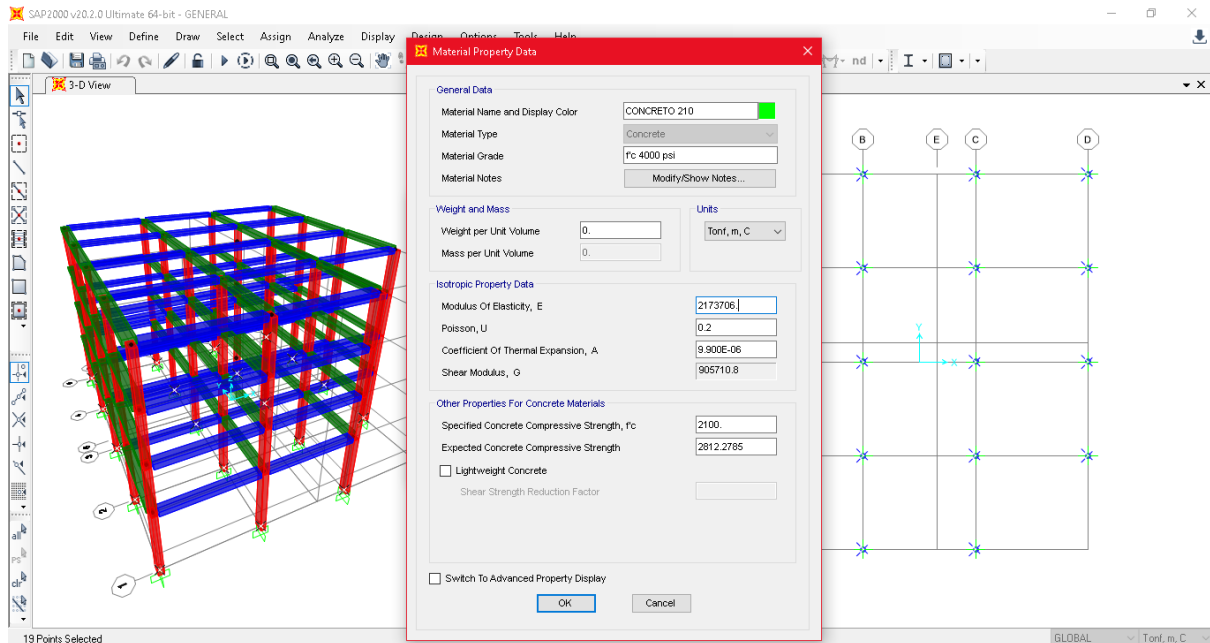 SAP2000 v20.2.0 Ultimate 64-bit - GENERAL
File Edit View Define Draw Select Assign Analyze Display Design Options Tools Help
nd
3-D View
Material Property Data
General Data
Material Name and Display Color CONCRETO 210
Material Type Concrete
Material Grade f'c 4000 psi
Material Notes Modify/Show Notes...
Weight and Mass
Weight per Unit Volume 0.
Mass per Unit Volume 0.
Units
Tonf, m, C
Isotropic Property Data
Modulus Of Elasticity, E 2173706.
Poisson, U 0.2
Coefficient Of Thermal Expansion, A 9.900E-06
Shear Modulus, G 905710.8
Other Properties For Concrete Materials
Specified Concrete Compressive Strength, f'c 2100.
Expected Concrete Compressive Strength 2812.2785
Lightweight Concrete
Shear Strength Reduction Factor
Switch To Advanced Property Display
OK Cancel
B E C D
Y
X
2
1
all
PS
clr
19 Points Selected
GLOBAL Tonf, m, C